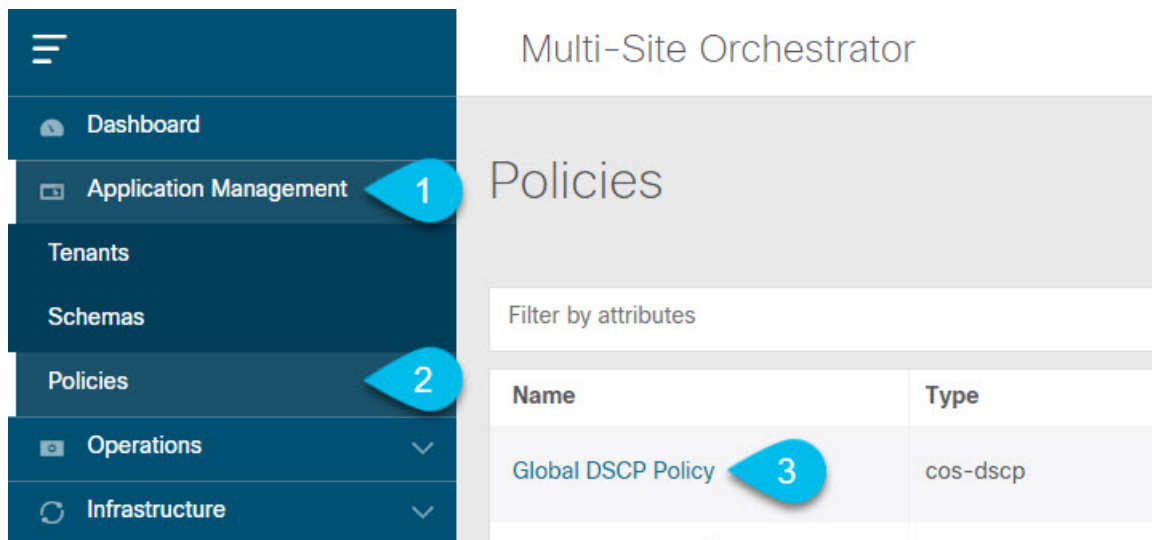 Multi-Site Orchestrator
Dashboard
Application Management 1
Tenants
Schemas
Policies 2
Operations
Infrastructure
Policies
Filter by attributes
Name Type
Global DSCP Policy 3 cos-dscp